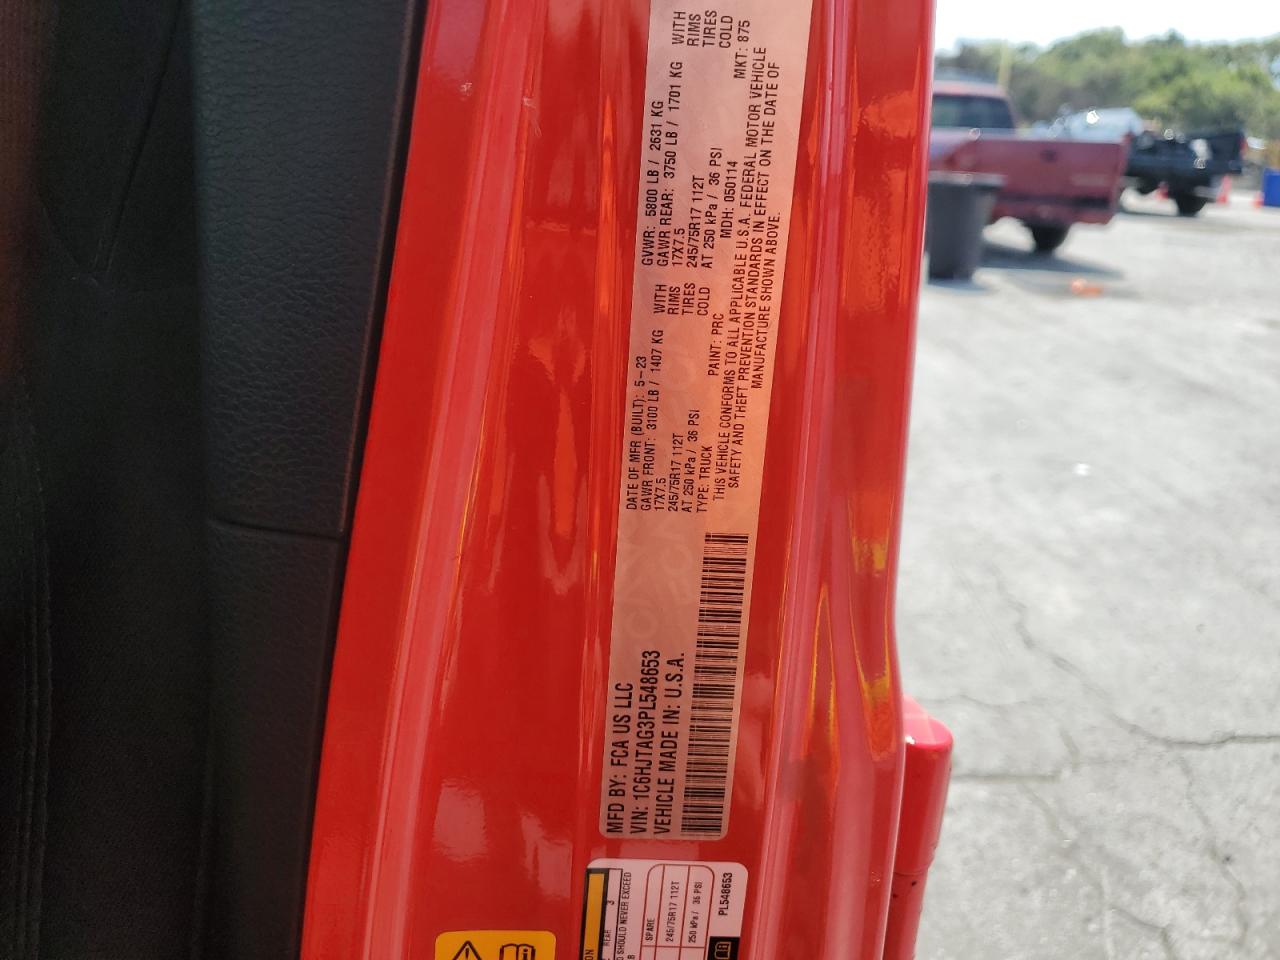 MFD BY: FCA US LLC
VIN: 1C6HJTAG3PL548653
VEHICLE MADE IN: U.S.A.
DATE OF MFR (BUILT): 5-23
GVWR: 5800 LB / 2631 KG
GAWR FRONT: 3100 LB / 1407 KG WITH
17X7.5 RIMS
245/75R17 112T TIRES
AT 250 kPa / 36 PSI COLD
GAWR REAR: 3750 LB / 1701 KG WITH
17X7.5 RIMS
245/75R17 112T TIRES
AT 250 kPa / 36 PSI COLD
TYPE: TRUCK PAINT: PRC MDH: 050114 MKT: 875
THIS VEHICLE CONFORMS TO ALL APPLICABLE U.S.A. FEDERAL MOTOR VEHICLE
SAFETY AND THEFT PREVENTION STANDARDS IN EFFECT ON THE DATE OF
MANUFACTURE SHOWN ABOVE.
REAR 3
SHOULD NEVER EXCEED
SPARE
245/75R17 112T
250 kPa / 36 PSI
PL548653